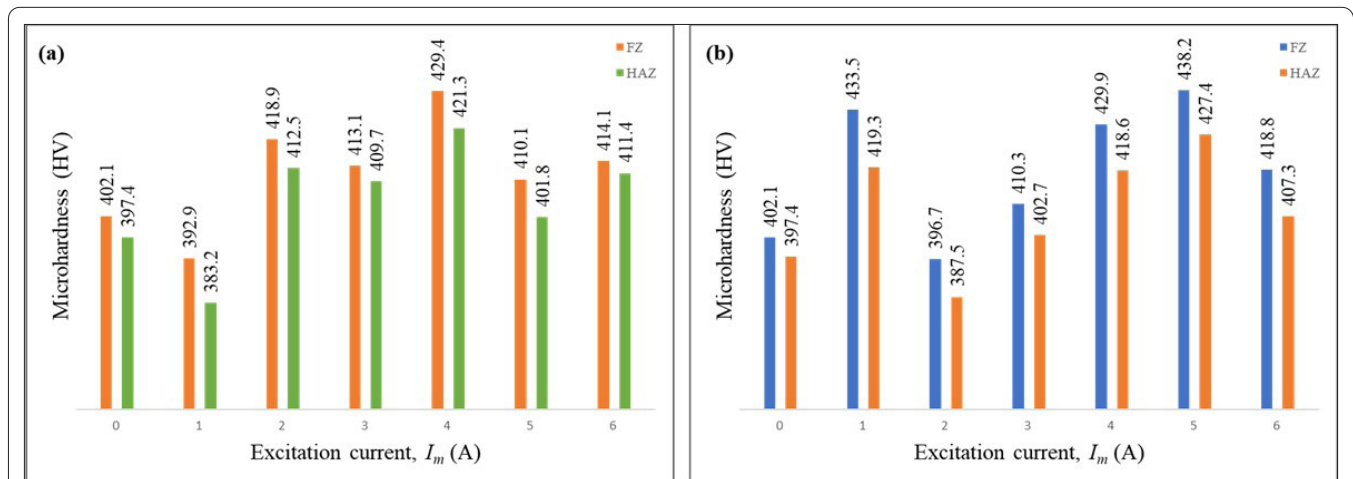 (a)
FZ
HAZ
Microhardness (HV)
402.1
397.4
392.9
383.2
418.9
412.5
413.1
409.7
429.4
421.3
410.1
401.8
414.1
411.4
0 1 2 3 4 5 6
Excitation current, Iₘ (A)
(b)
FZ
HAZ
Microhardness (HV)
402.1
397.4
433.5
419.3
396.7
387.5
410.3
402.7
429.9
418.6
438.2
427.4
418.8
407.3
0 1 2 3 4 5 6
Excitation current, Iₘ (A)